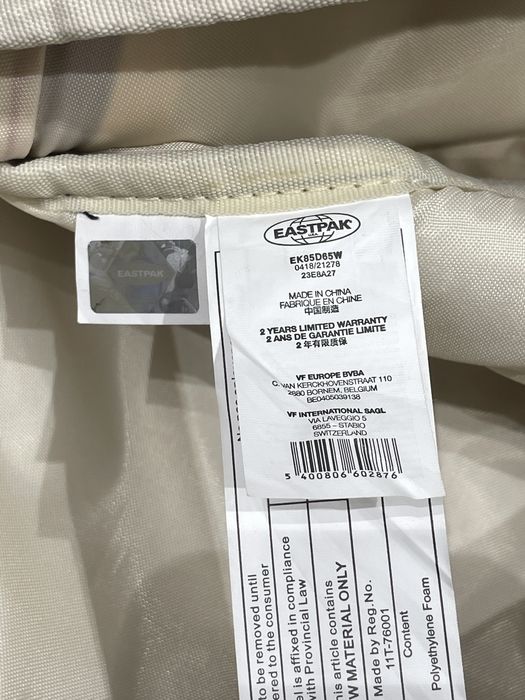 EASTPAK
EASTPAK
USA
EK85D65W
0418/21278
23E8A27
MADE IN CHINA
FABRIQUE EN CHINE
中国制造
2 YEARS LIMITED WARRANTY
2 ANS DE GARANTIE LIMITE
2 年有限质保
VF EUROPE BVBA
C. VAN KERCKHOVENSTRAAT 110
2880 BORNEM, BELGIUM
BE0405039138
VF INTERNATIONAL SAGL
VIA LAVEGGIO 5
6855 - STABIO
SWITZERLAND
5 400806 602876
to be removed until
ered to the consumer
el is affixed in compliance
with Provincial Law
his article contains
W MATERIAL ONLY
Made by Reg.No.
11T-76001
Content
Polyethylene Foam